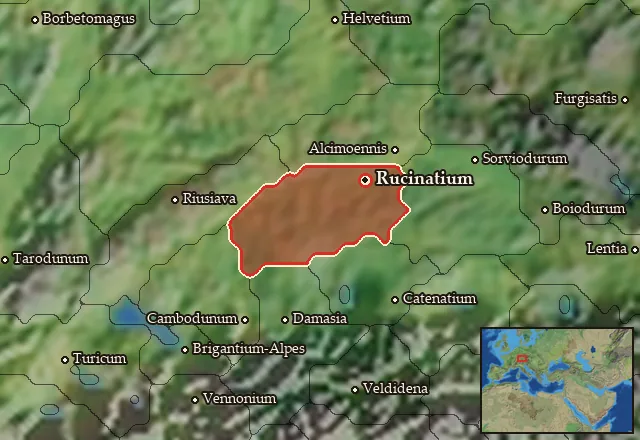 Borbetomagus
Helvetium
Furgisatis
Alcimoennis
Sorviodurum
Rucinatium
Riusiava
Boiodurum
Lentia
Tarodunum
Catenatium
Cambodunum
Damasia
Brigantium-Alpes
Turicum
Veldidena
Vennonium